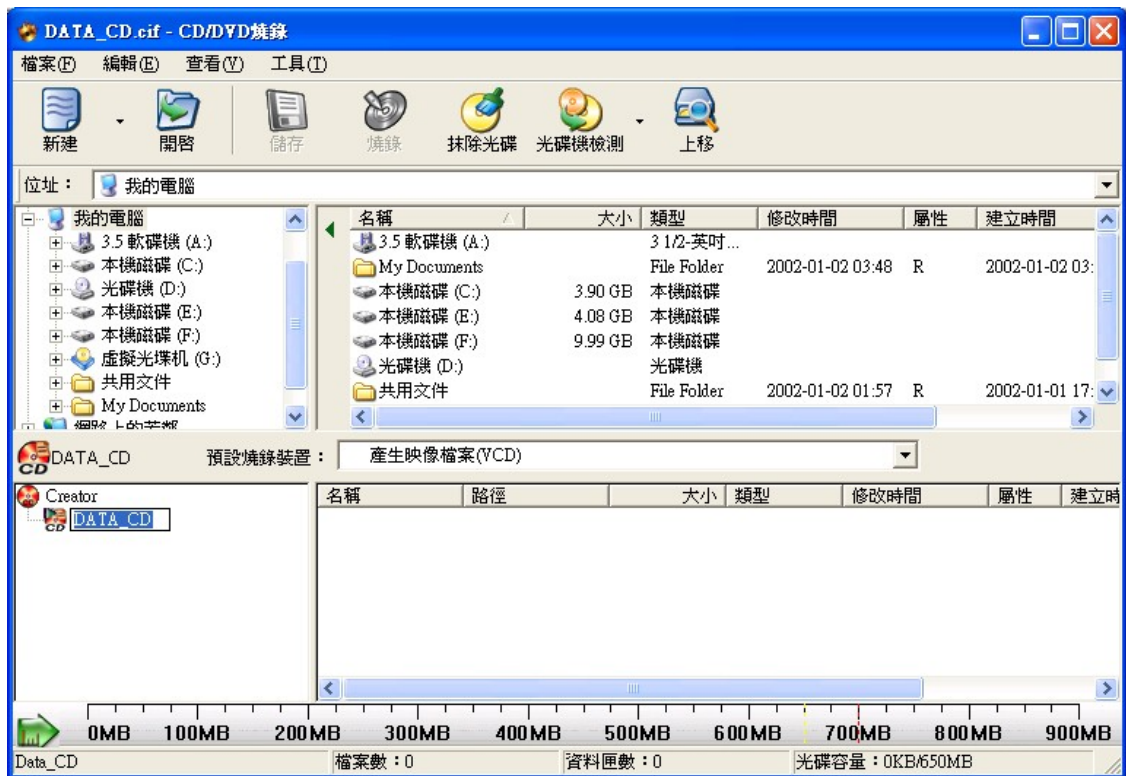 DATA_CD.cif - CD/DVD燒錄
檔案(F) 編輯(E) 查看(V) 工具(T)
新建 開啓 儲存 燒錄 抹除光碟 光碟機檢測 上移
位址： 我的電腦
我的電腦
3.5 軟碟機 (A:)
本機磁碟 (C:)
光碟機 (D:)
本機磁碟 (E:)
本機磁碟 (F:)
虛擬光堞机 (G:)
共用文件
My Documents
網路上的芳鄰
名稱 大小 類型 修改時間 屬性 建立時間
3.5 軟碟機 (A:) 3 1/2-英吋...
My Documents File Folder 2002-01-02 03:48 R 2002-01-02 03:
本機磁碟 (C:) 3.90 GB 本機磁碟
本機磁碟 (E:) 4.08 GB 本機磁碟
本機磁碟 (F:) 9.99 GB 本機磁碟
光碟機 (D:) 光碟機
共用文件 File Folder 2002-01-02 01:57 R 2002-01-01 17:
CD DATA_CD 預設燒錄裝置： 產生映像檔案(VCD)
Creator
CD DATA_CD
名稱 路徑 大小 類型 修改時間 屬性 建立時
0MB 100MB 200MB 300MB 400MB 500MB 600MB 700MB 800MB 900MB
Data_CD 檔案數：0 資料匣數：0 光碟容量：0KB/650MB